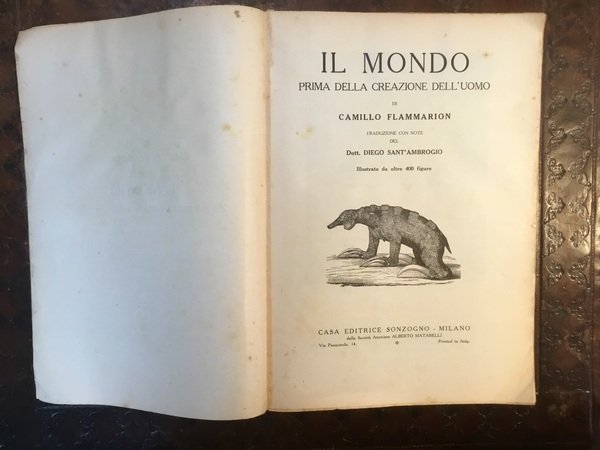 IL MONDO
PRIMA DELLA CREAZIONE DELL'UOMO
DI
CAMILLO FLAMMARION
TRADUZIONE CON NOTE
DEL
Dott. DIEGO SANT'AMBROGIO
Illustrato da oltre 400 figure
CASA EDITRICE SONZOGNO - MILANO
della Società Anonima ALBERTO MATARELLI
Via Pasquirolo, 14. Printed in Italy.